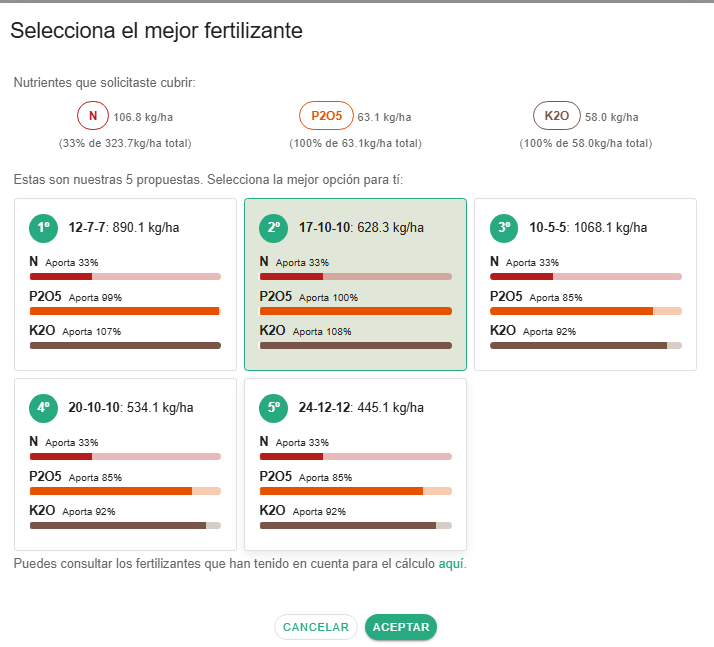 Selecciona el mejor fertilizante
Nutrientes que solicitaste cubrir:
N 106.8 kg/ha
(33% de 323.7kg/ha total)
P2O5 63.1 kg/ha
(100% de 63.1kg/ha total)
K2O 58.0 kg/ha
(100% de 58.0kg/ha total)
Estas son nuestras 5 propuestas. Selecciona la mejor opción para tí:
1º 12-7-7: 890.1 kg/ha
N Aporta 33%
P2O5 Aporta 99%
K2O Aporta 107%
2º 17-10-10: 628.3 kg/ha
N Aporta 33%
P2O5 Aporta 100%
K2O Aporta 108%
3º 10-5-5: 1068.1 kg/ha
N Aporta 33%
P2O5 Aporta 85%
K2O Aporta 92%
4º 20-10-10: 534.1 kg/ha
N Aporta 33%
P2O5 Aporta 85%
K2O Aporta 92%
5º 24-12-12: 445.1 kg/ha
N Aporta 33%
P2O5 Aporta 85%
K2O Aporta 92%
Puedes consultar los fertilizantes que han tenido en cuenta para el cálculo aquí.
CANCELAR ACEPTAR